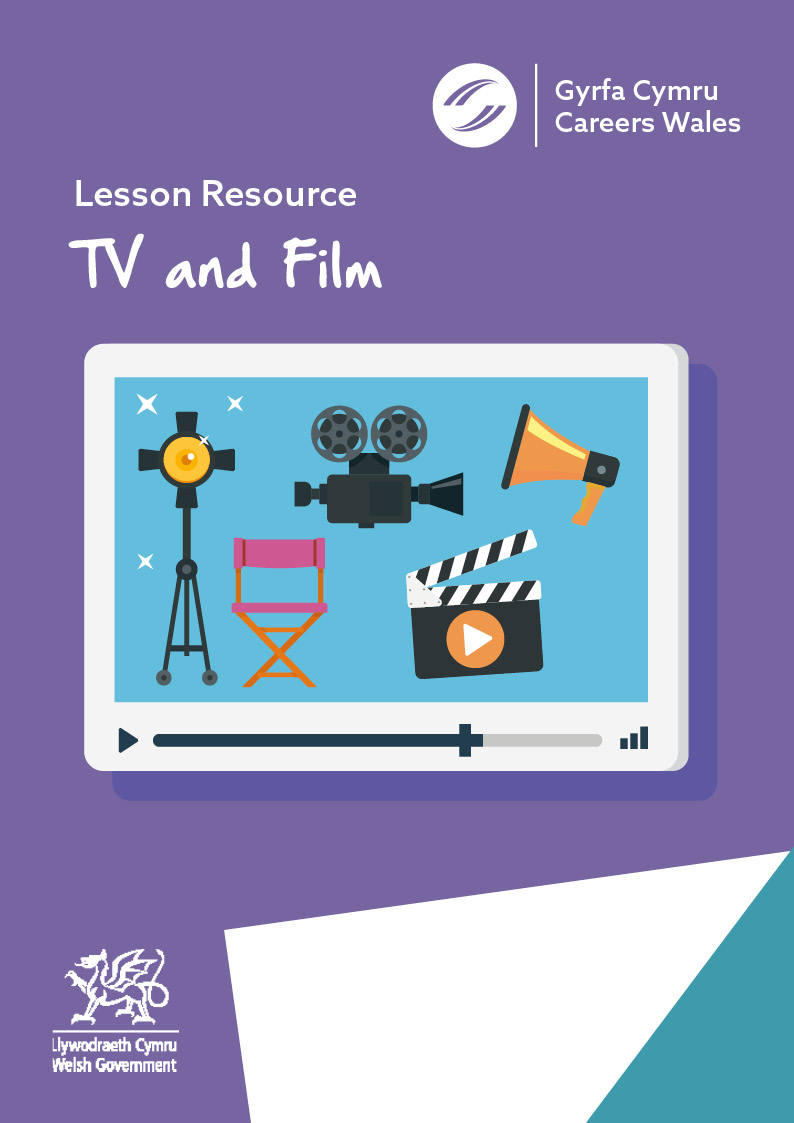 Gyrfa Cymru
Careers Wales
Lesson Resource
TV and Film
Llywodraeth Cymru
Welsh Government